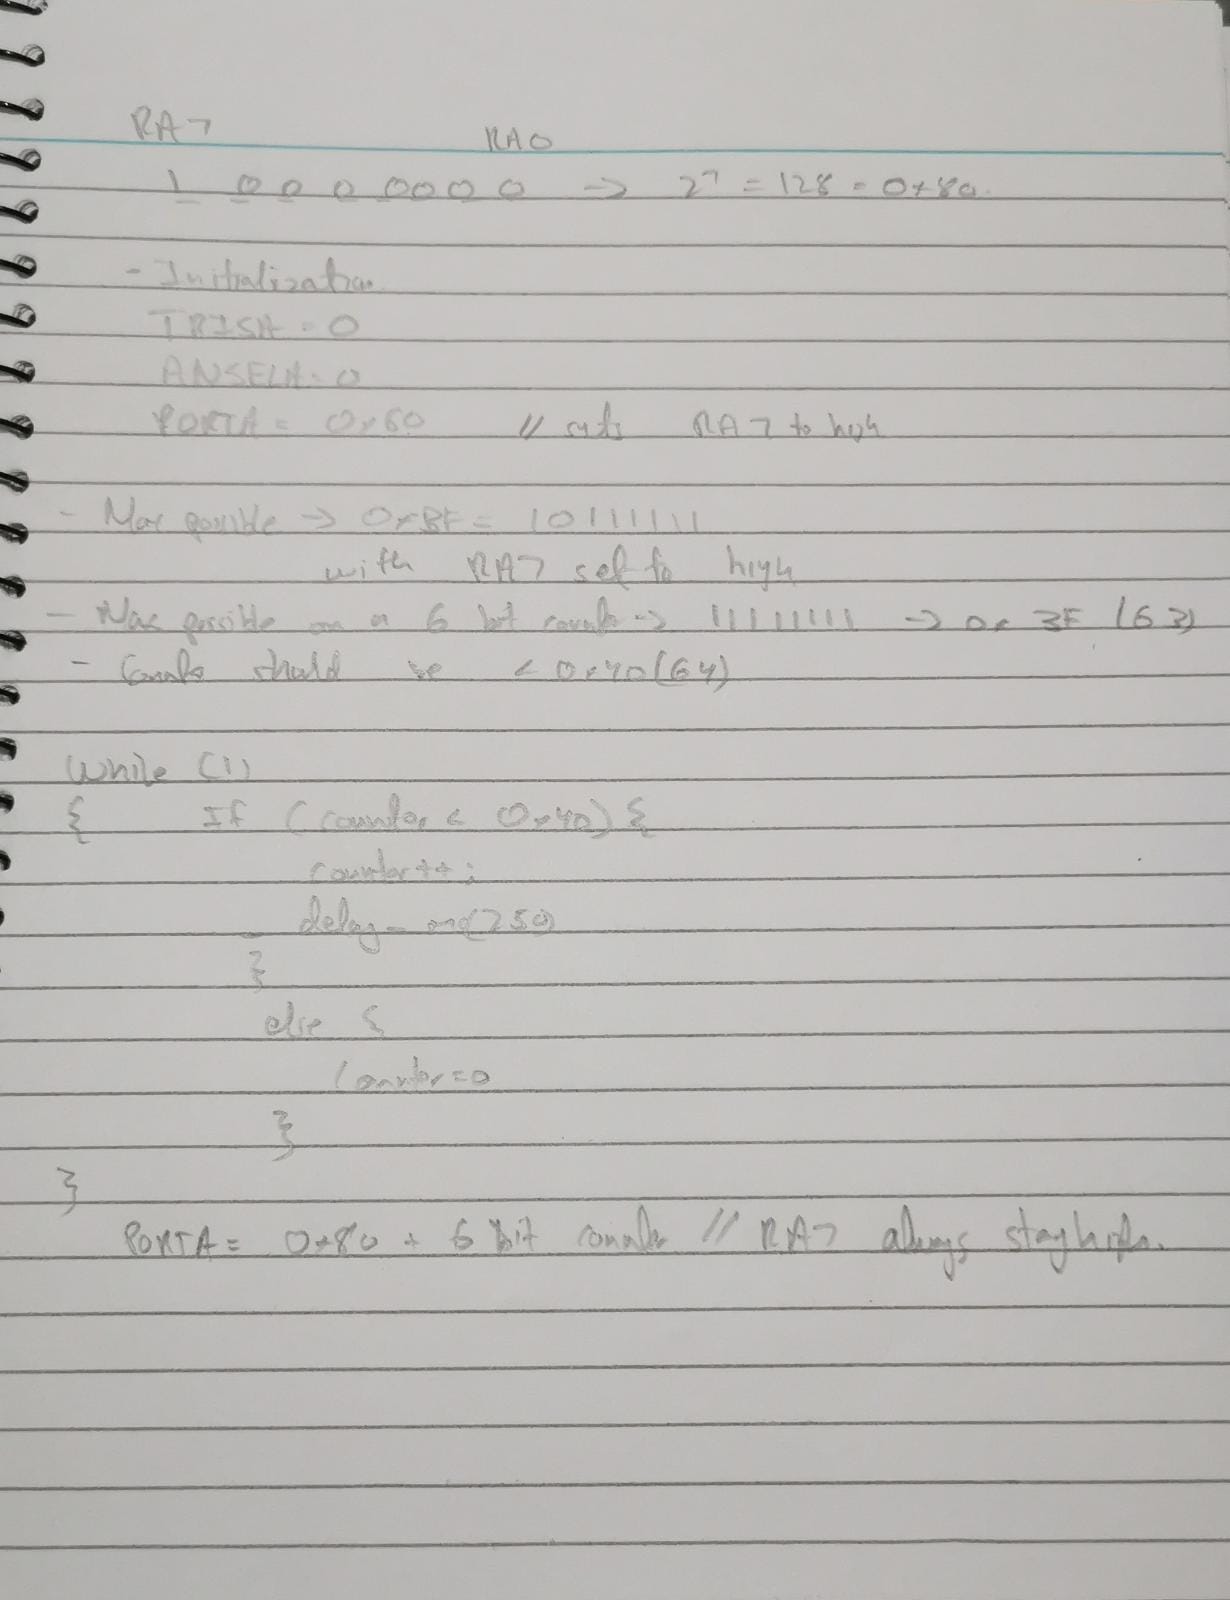 RA7 RA0
1 0 0 0 0 0 0 0 -> 2^7 = 128 = 0x80
- Initialization
TRISA = 0
ANSELA = 0
PORTA = 0x80 // sets RA7 to high
- Max possible -> 0xBF = 10111111
with RA7 set to high
- Max possible on a 6 bit counter -> 11111111 -> 0x 3F (63)
- Counter should be < 0x40 (64)
While (1)
{ If (counter < 0x40) {
counter++;
delay_ms(250)
}
else {
Counter = 0
}
}
PORTA = 0x80 + 6 bit counter // RA7 always stay high.